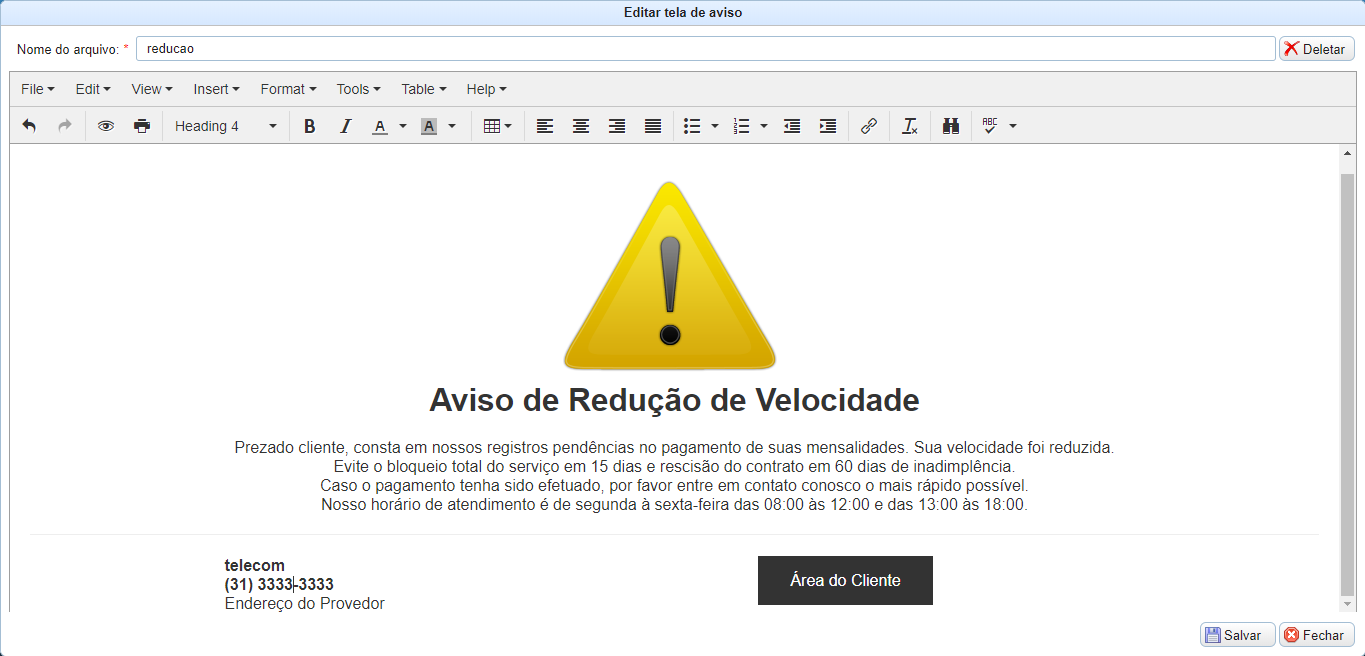 Editar tela de aviso
Nome do arquivo: * reducao Deletar
File Edit View Insert Format Tools Table Help
Heading 4 B I A A ABC
Aviso de Redução de Velocidade
Prezado cliente, consta em nossos registros pendências no pagamento de suas mensalidades. Sua velocidade foi reduzida.
Evite o bloqueio total do serviço em 15 dias e rescisão do contrato em 60 dias de inadimplência.
Caso o pagamento tenha sido efetuado, por favor entre em contato conosco o mais rápido possível.
Nosso horário de atendimento é de segunda à sexta-feira das 08:00 às 12:00 e das 13:00 às 18:00.
telecom
(31) 3333-3333
Endereço do Provedor
Área do Cliente
Salvar Fechar